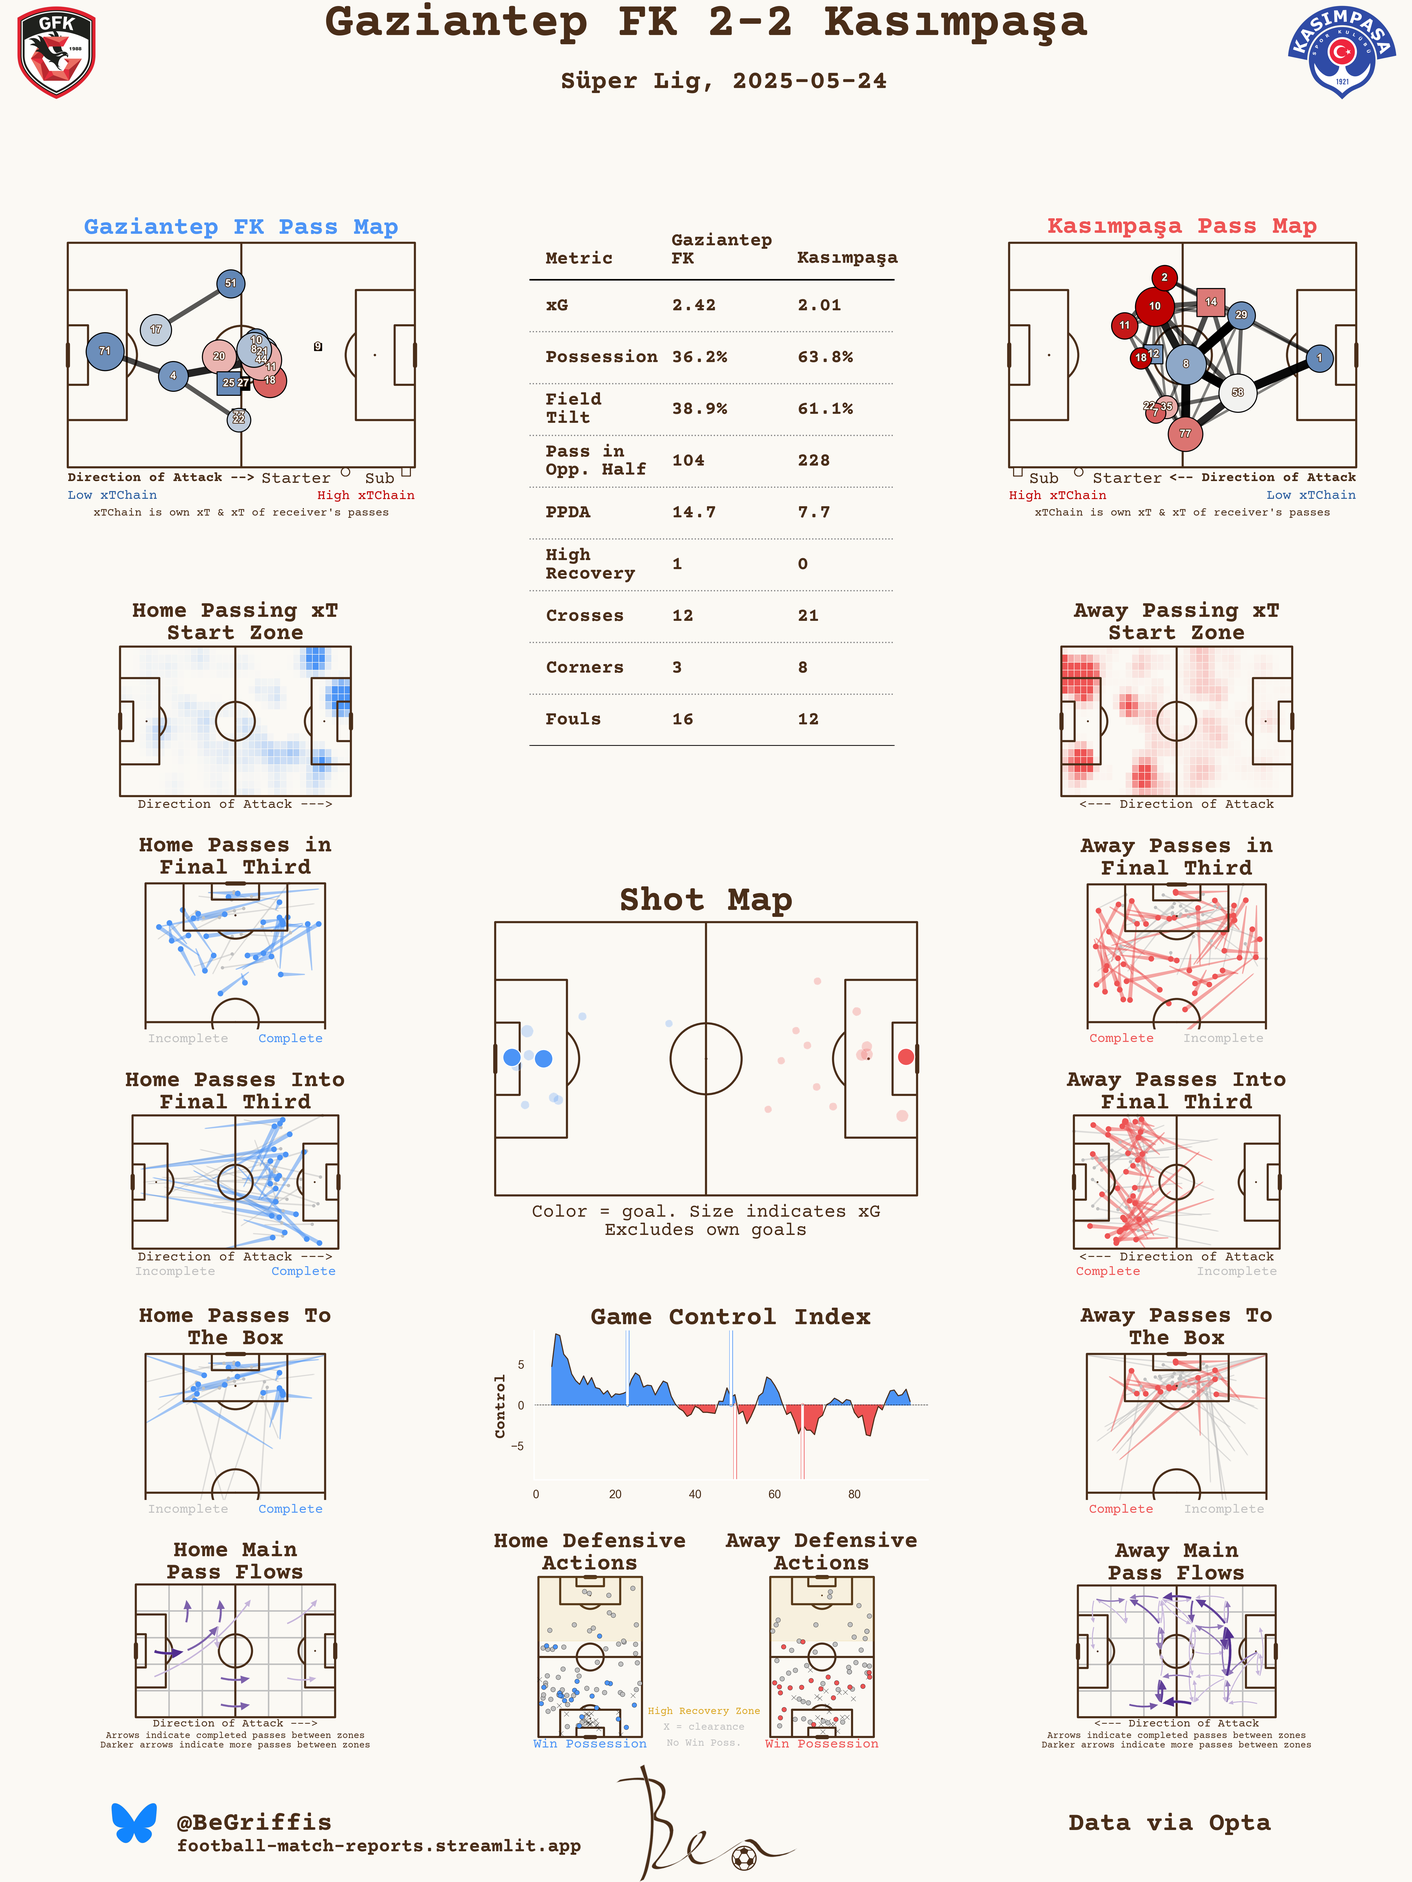 Gaziantep FK 2-2 Kasımpaşa
Süper Lig, 2025-05-24
GFK
1988
KASIMPAŞA
SPOR KULÜBÜ
1921
Gaziantep FK Pass Map
51
17
71
4
20
10
8
21
44
11
18
25
27
22
9
Direction of Attack --> Starter Sub
Low xTChain High xTChain
xTChain is own xT & xT of receiver's passes
Metric Gaziantep FK Kasımpaşa
xG 2.42 2.01
Possession 36.2% 63.8%
Field Tilt 38.9% 61.1%
Pass in Opp. Half 104 228
PPDA 14.7 7.7
High Recovery 1 0
Crosses 12 21
Corners 3 8
Fouls 16 12
Kasımpaşa Pass Map
2
10
14
29
11
18
12
8
1
58
22
35
7
77
Sub Starter <-- Direction of Attack
High xTChain Low xTChain
xTChain is own xT & xT of receiver's passes
Home Passing xT
Start Zone
Direction of Attack --->
Away Passing xT
Start Zone
<--- Direction of Attack
Home Passes in
Final Third
Incomplete Complete
Away Passes in
Final Third
Complete Incomplete
Shot Map
Color = goal. Size indicates xG
Excludes own goals
Home Passes Into
Final Third
Direction of Attack --->
Incomplete Complete
Away Passes Into
Final Third
<--- Direction of Attack
Complete Incomplete
Home Passes To
The Box
Incomplete Complete
Game Control Index
Control
5
0
−5
0 20 40 60 80
Away Passes To
The Box
Complete Incomplete
Home Main
Pass Flows
Direction of Attack --->
Arrows indicate completed passes between zones
Darker arrows indicate more passes between zones
Home Defensive
Actions
Win Possession
Away Defensive
Actions
Win Possession
High Recovery Zone
X = clearance
No Win Poss.
Away Main
Pass Flows
<--- Direction of Attack
Arrows indicate completed passes between zones
Darker arrows indicate more passes between zones
@BeGriffis
football-match-reports.streamlit.app
Ben
Data via Opta